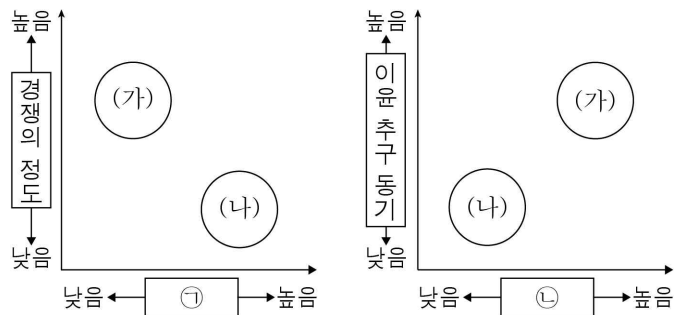 높음
경쟁의 정도
(가)
(나)
낮음
낮음 ㉠ 높음
높음
이윤 추구 동기
(가)
(나)
낮음
낮음 ㉡ 높음